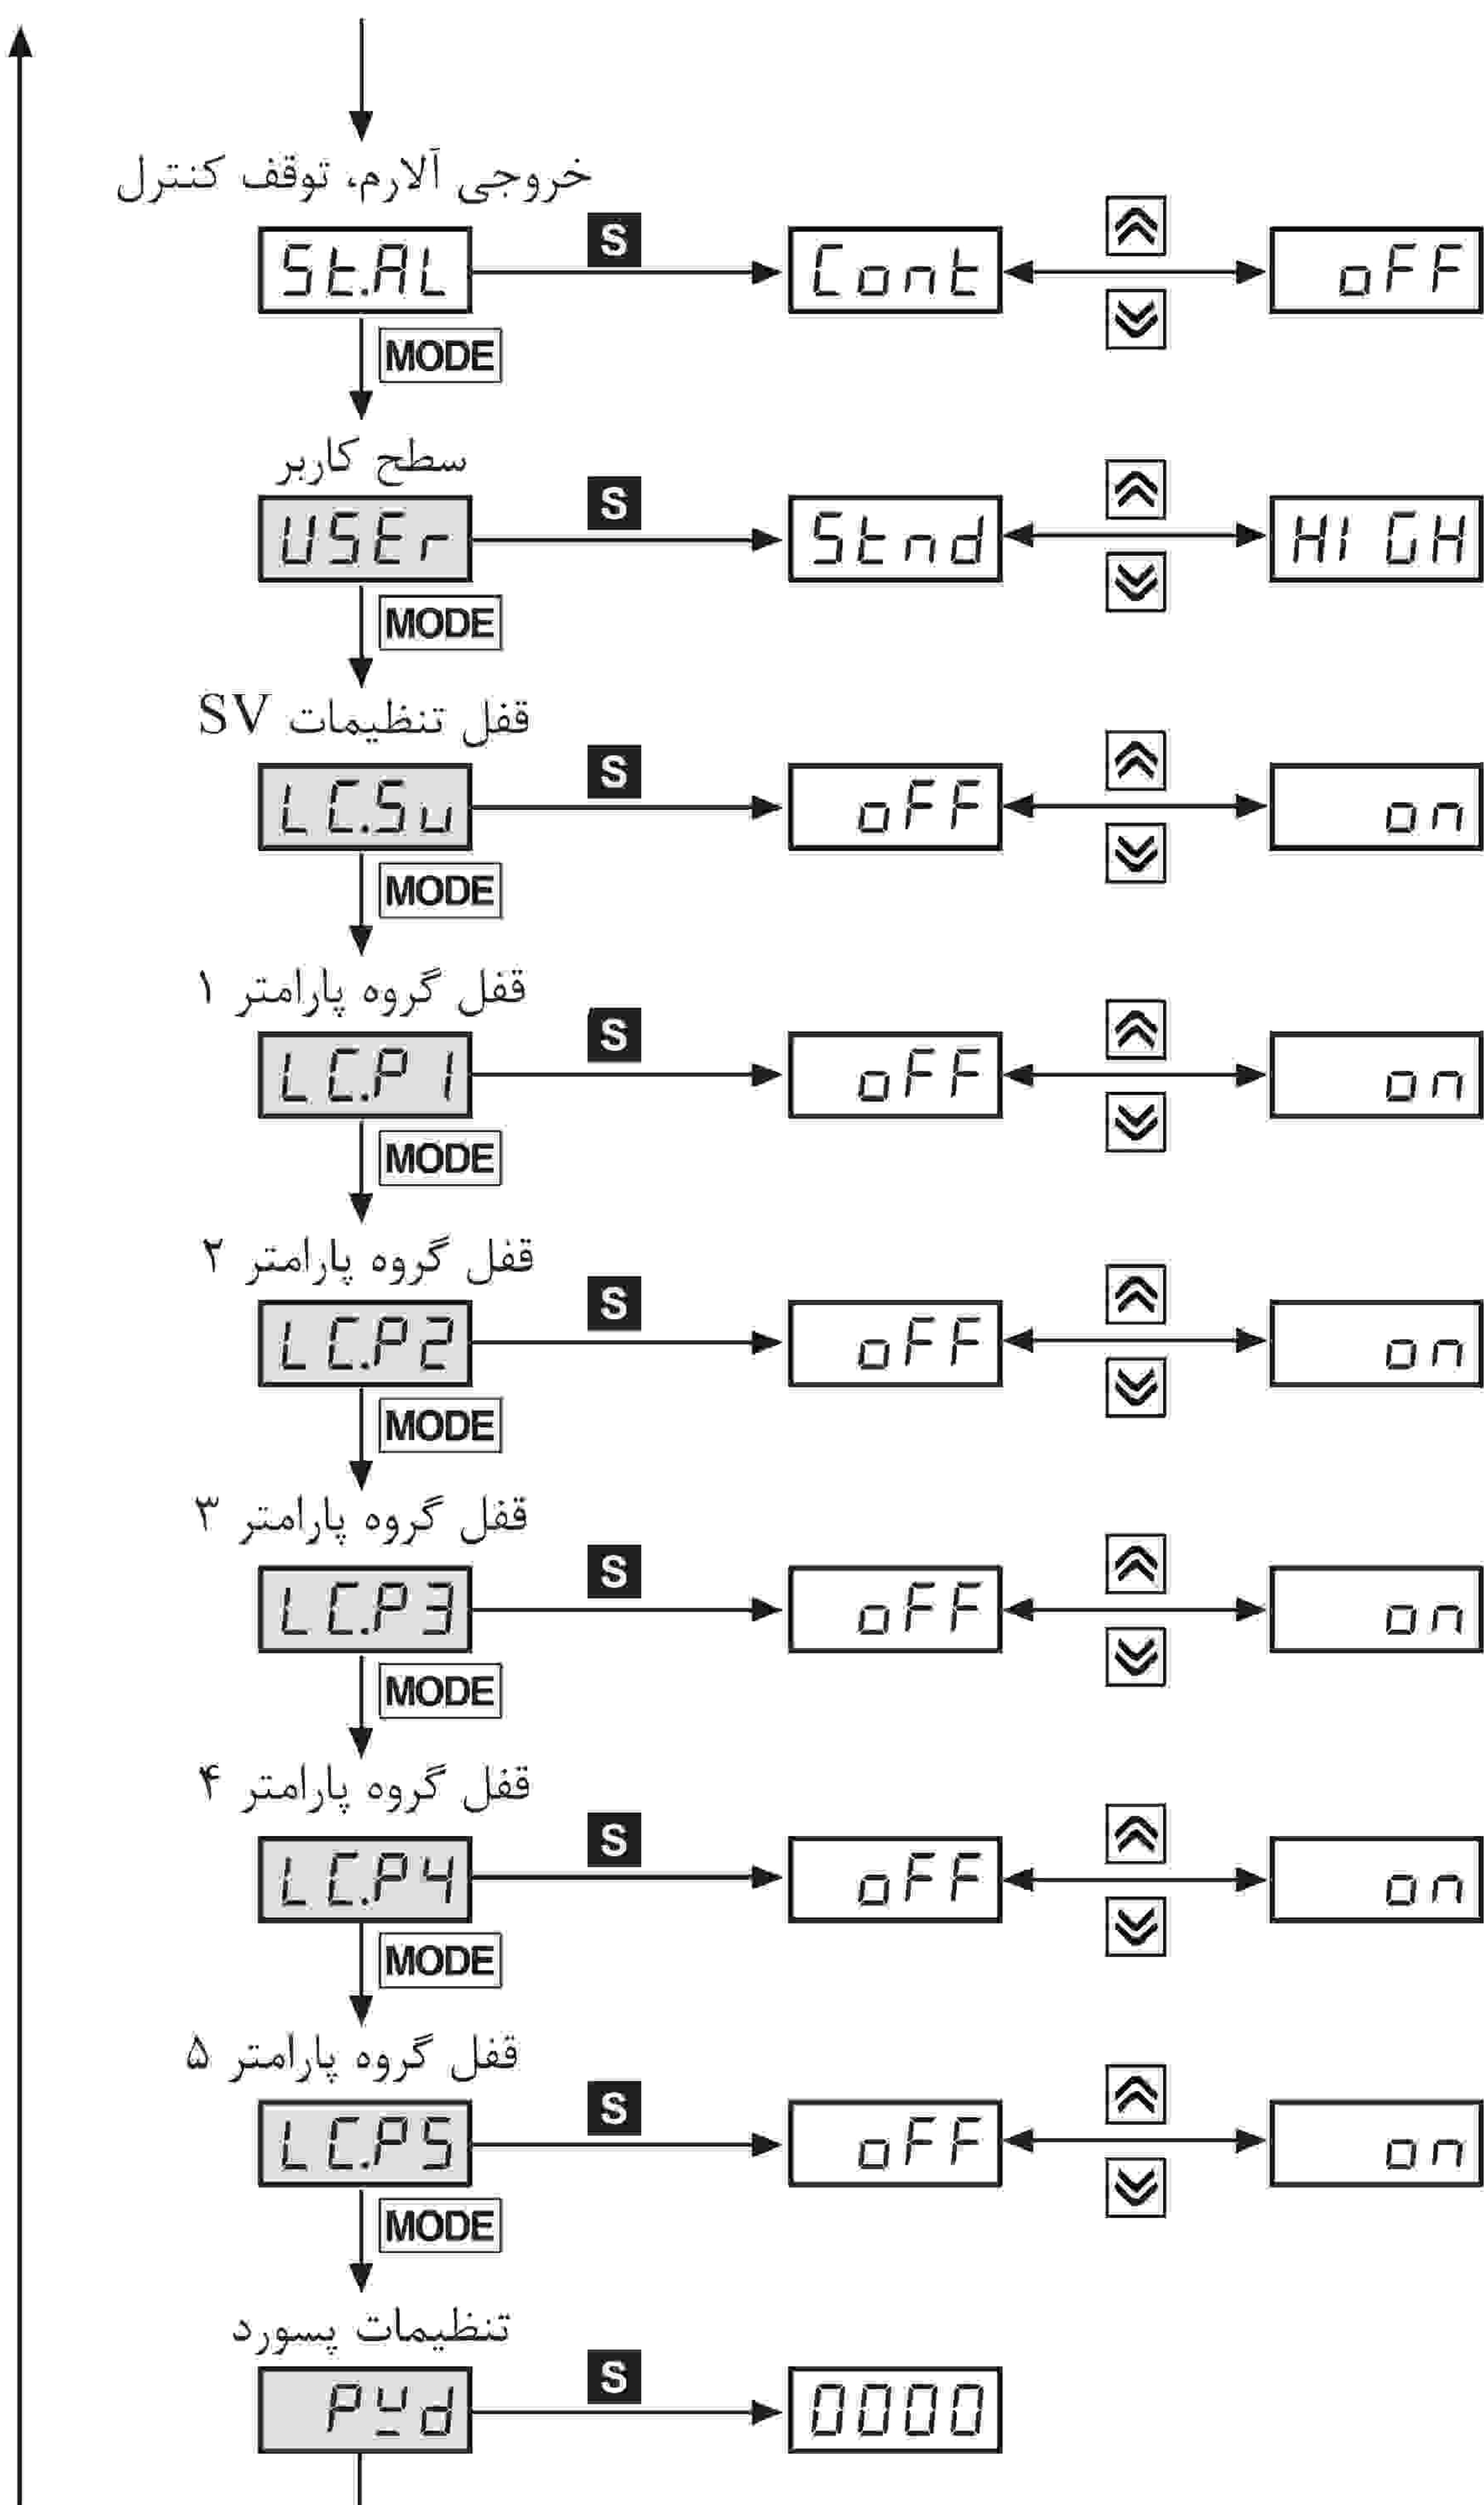 خروجی آلارم، توقف کنترل
St.AL S Cont oFF
MODE
سطح کاربر
USEr S Stnd HIGH
MODE
قفل تنظیمات SV
LC.Su S oFF on
MODE
قفل گروه پارامتر ۱
LC.P1 S oFF on
MODE
قفل گروه پارامتر ۲
LC.P2 S oFF on
MODE
قفل گروه پارامتر ۳
LC.P3 S oFF on
MODE
قفل گروه پارامتر ۴
LC.P4 S oFF on
MODE
قفل گروه پارامتر ۵
LC.P5 S oFF on
MODE
تنظیمات پسورد
PWd S 0000